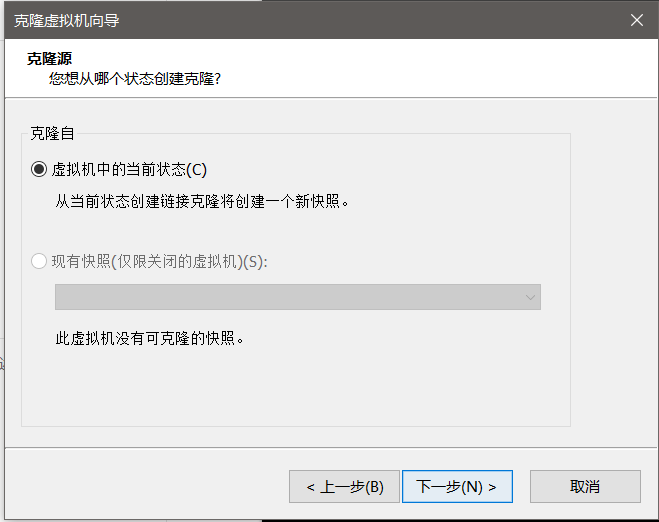 克隆虚拟机向导
克隆源
您想从哪个状态创建克隆?
克隆自
虚拟机中的当前状态(C)
从当前状态创建链接克隆将创建一个新快照。
现有快照(仅限关闭的虚拟机)(S):
此虚拟机没有可克隆的快照。
< 上一步(B)
下一步(N) >
取消